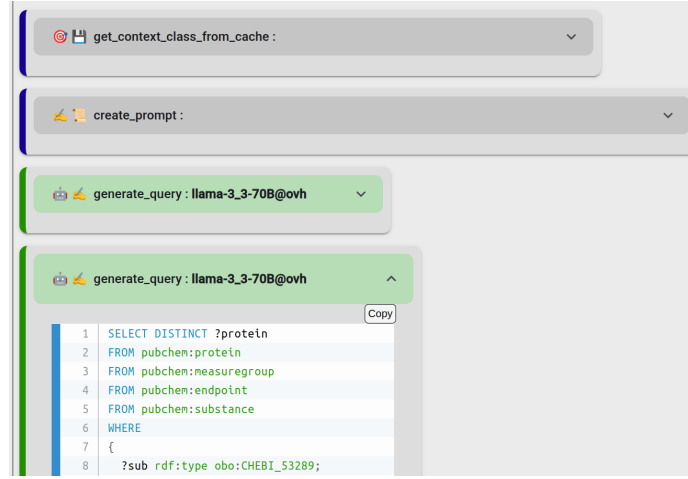 🎯 💾 get_context_class_from_cache :
✍️ 📜 create_prompt :
🤖 ✍️ generate_query : llama-3_3-70B@ovh
🤖 ✍️ generate_query : llama-3_3-70B@ovh
Copy
1 SELECT DISTINCT ?protein
2 FROM pubchem:protein
3 FROM pubchem:measuregroup
4 FROM pubchem:endpoint
5 FROM pubchem:substance
6 WHERE
7 {
8 ?sub rdf:type obo:CHEBI_53289;